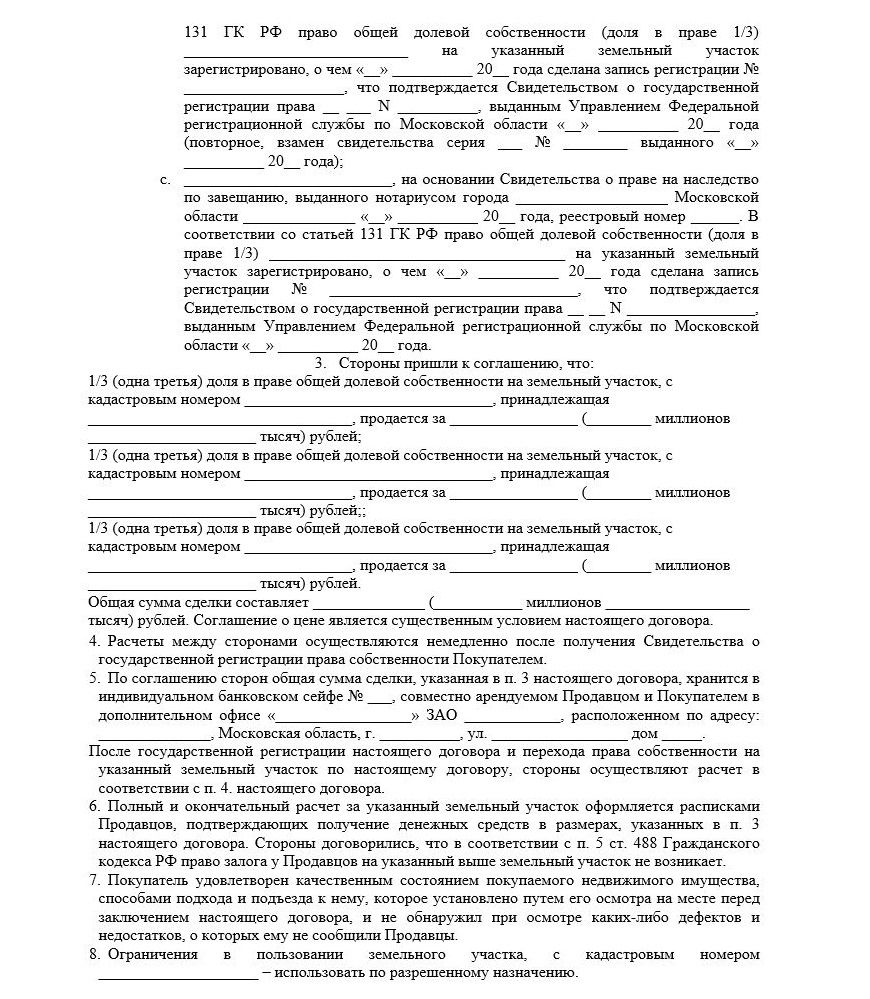 131 ГК РФ право общей долевой собственности (доля в праве 1/3)
____________________________ на указанный земельный участок
зарегистрировано, о чем «__» __________ 20__ года сделана запись регистрации №
____________________, что подтверждается Свидетельством о государственной
регистрации права __ ___ N __________, выданным Управлением Федеральной
регистрационной службы по Московской области «__» __________ 20__ года
(повторное, взамен свидетельства серия ___ № ________ выданного «__»
__________ 20__ года);
c. __________________________, на основании Свидетельства о праве на наследство
по завещанию, выданного нотариусом города ___________________ Московской
области ______________ «__» __________ 20__ года, реестровый номер ______. В
соответствии со статьей 131 ГК РФ право общей долевой собственности (доля в
праве 1/3) _____________________________________ на указанный земельный
участок зарегистрировано, о чем «__» __________ 20__ года сделана запись
регистрации № _______________________________, что подтверждается
Свидетельством о государственной регистрации права __ __ N ________________,
выданным Управлением Федеральной регистрационной службы по Московской
области «__» __________ 20__ года.
3. Стороны пришли к соглашению, что:
1/3 (одна третья) доля в праве общей долевой собственности на земельный участок, с
кадастровым номером _______________________________, принадлежащая
_________________________________, продается за ________________ (________ миллионов
_____________________ тысяч) рублей;
1/3 (одна третья) доля в праве общей долевой собственности на земельный участок, с
кадастровым номером _______________________________, принадлежащая
_________________________________, продается за ________________ (________ миллионов
_____________________ тысяч) рублей;;
1/3 (одна третья) доля в праве общей долевой собственности на земельный участок, с
кадастровым номером _______________________________, принадлежащая
_________________________________, продается за ________________ (________ миллионов
_____________________ тысяч) рублей.
Общая сумма сделки составляет ______________ (___________ миллионов __________________
тысяч) рублей. Соглашение о цене является существенным условием настоящего договора.
4. Расчеты между сторонами осуществляются немедленно после получения Свидетельства о
государственной регистрации права собственности Покупателем.
5. По соглашению сторон общая сумма сделки, указанная в п. 3 настоящего договора, хранится в
индивидуальном банковском сейфе № ___, совместно арендуемом Продавцом и Покупателем в
дополнительном офисе «_________________» ЗАО ____________, расположенном по адресу:
______________, Московская область, г. __________, ул. _________________ дом _____.
После государственной регистрации настоящего договора и перехода права собственности на
указанный земельный участок по настоящему договору, стороны осуществляют расчет в
соответствии с п. 4. настоящего договора.
6. Полный и окончательный расчет за указанный земельный участок оформляется расписками
Продавцов, подтверждающих получение денежных средств в размерах, указанных в п. 3
настоящего договора. Стороны договорились, что в соответствии с п. 5 ст. 488 Гражданского
кодекса РФ право залога у Продавцов на указанный выше земельный участок не возникает.
7. Покупатель удовлетворен качественным состоянием покупаемого недвижимого имущества,
способами подхода и подъезда к нему, которое установлено путем его осмотра на месте перед
заключением настоящего договора, и не обнаружил при осмотре каких-либо дефектов и
недостатков, о которых ему не сообщили Продавцы.
8. Ограничения в пользовании земельного участка, с кадастровым номером
____________________ – использовать по разрешенному назначению.